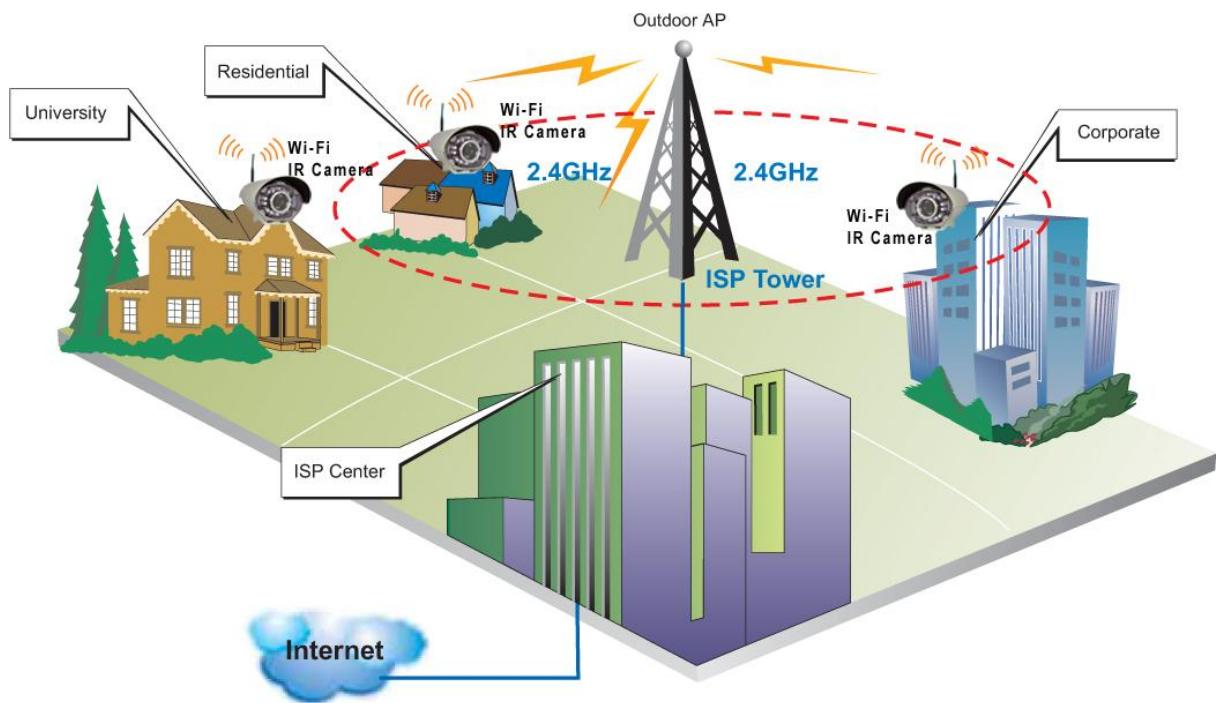 Outdoor AP
Residential
University
Wi-Fi
IR Camera
Wi-Fi
IR Camera
2.4GHz
2.4GHz
Corporate
Wi-Fi
IR Camera
ISP Tower
ISP Center
Internet